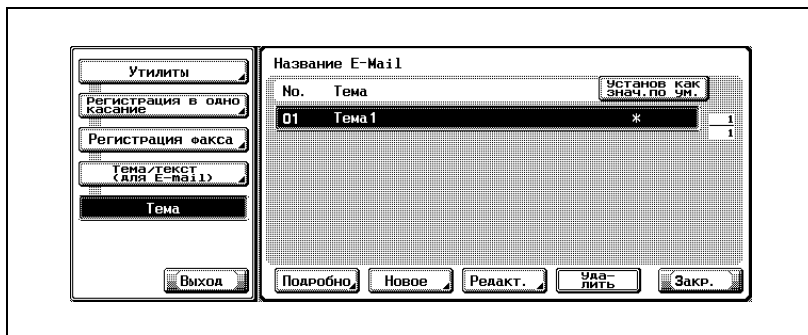 Утилиты
Регистрация в одно
касание
Регистрация факса
Тема/текст
(для E-mail)
Тема
Выход
Название E-Mail
No. Тема
Установ как
знач.по ум.
01 Тема1 *
1
1
Подробно
Новое
Редакт.
Уда-
лить
Закр.